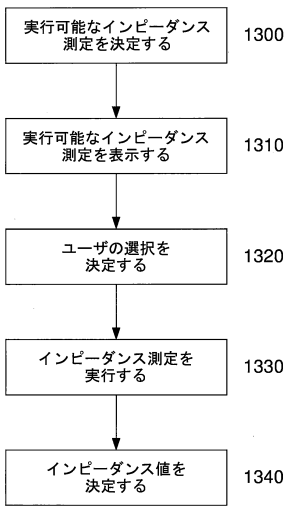 実行可能なインピーダンス
測定を決定する
1300
実行可能なインピーダンス
測定を表示する
1310
ユーザの選択を
決定する
1320
インピーダンス測定を
実行する
1330
インピーダンス値を
決定する
1340